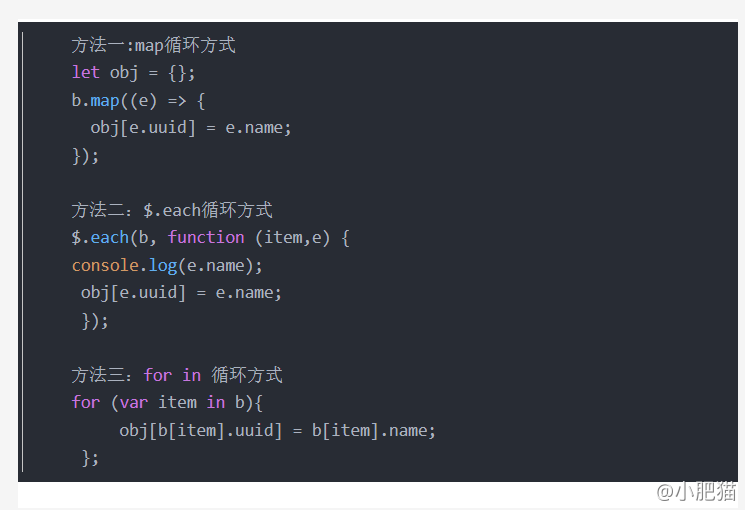 方法一:map循环方式
let obj = {};
b.map((e) => {
  obj[e.uuid] = e.name;
});
方法二：$.each循环方式
$.each(b, function (item,e) {
console.log(e.name);
 obj[e.uuid] = e.name;
 });
方法三：for in 循环方式
for (var item in b){
     obj[b[item].uuid] = b[item].name;
 };
@小肥猫